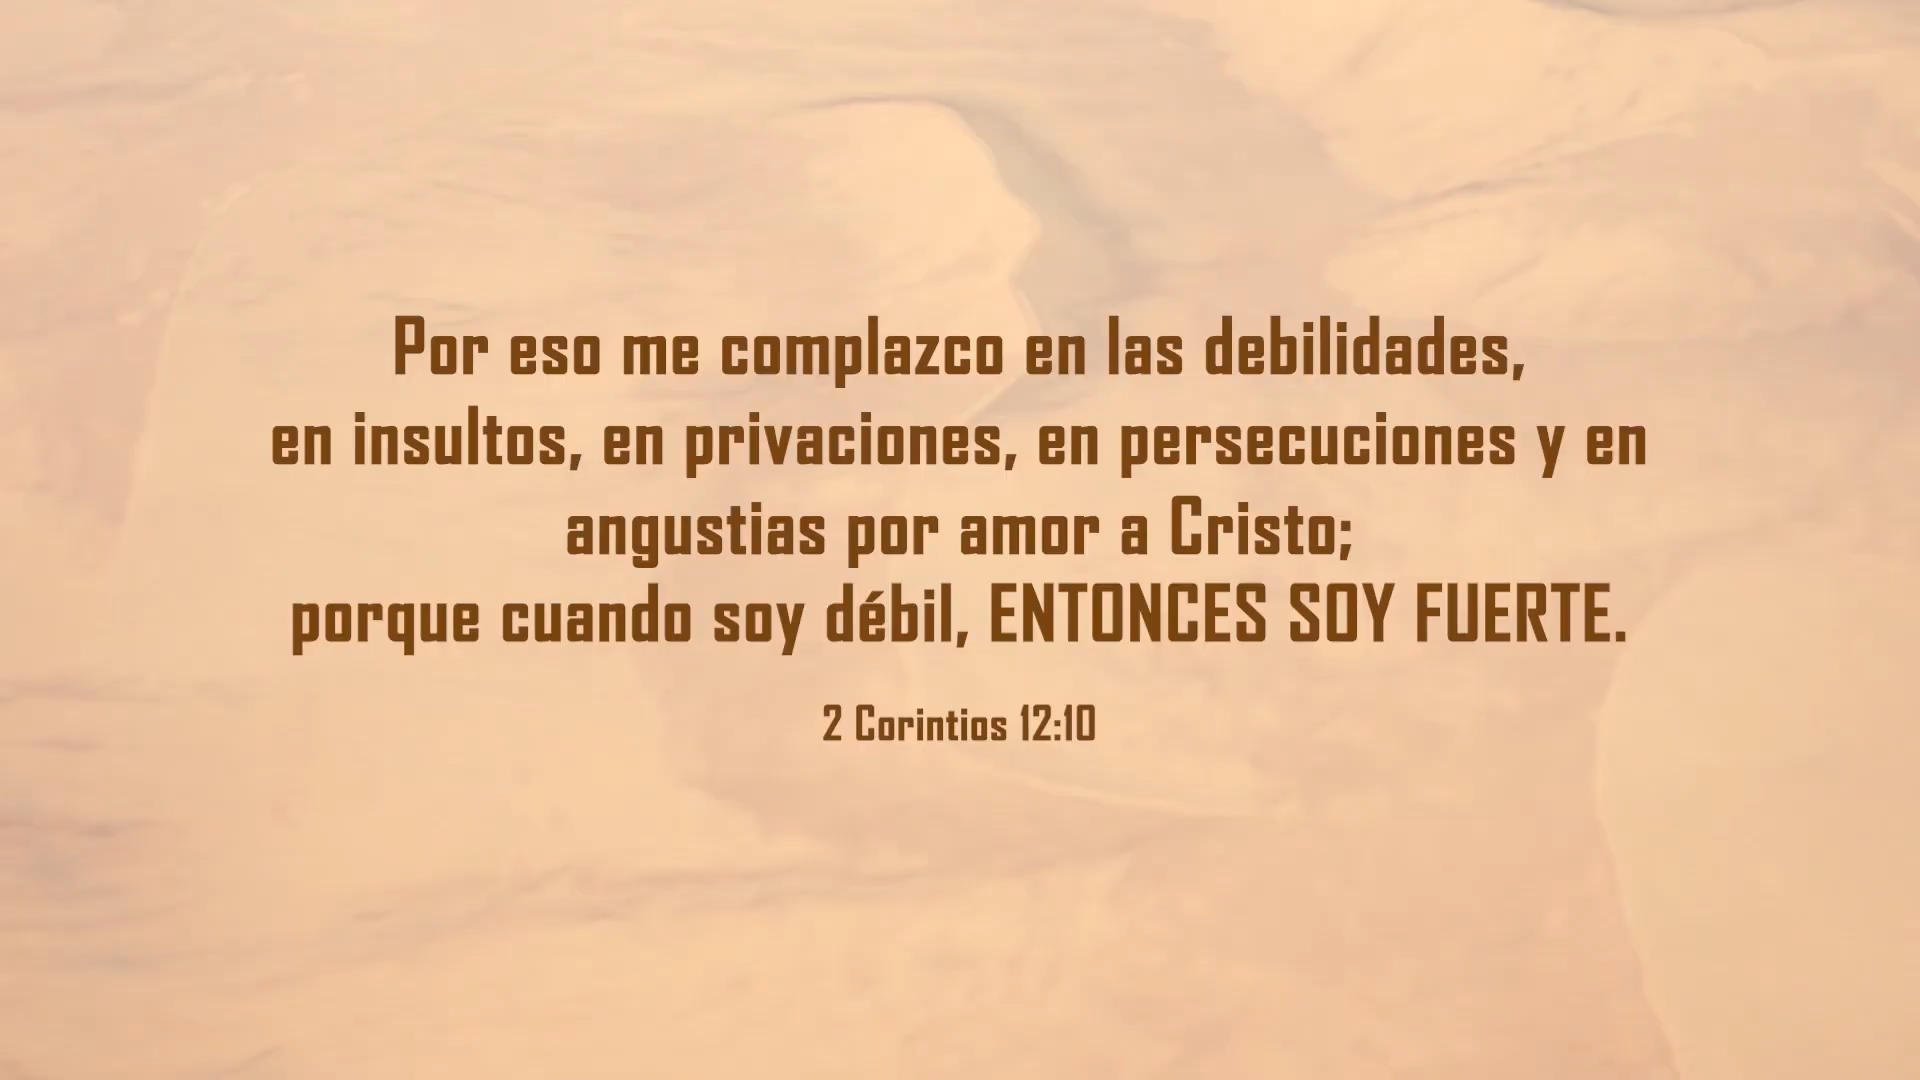 Por eso me complazco en las debilidades,
en insultos, en privaciones, en persecuciones y en
angustias por amor a Cristo;
porque cuando soy débil, ENTONCES SOY FUERTE.
2 Corintios 12:10